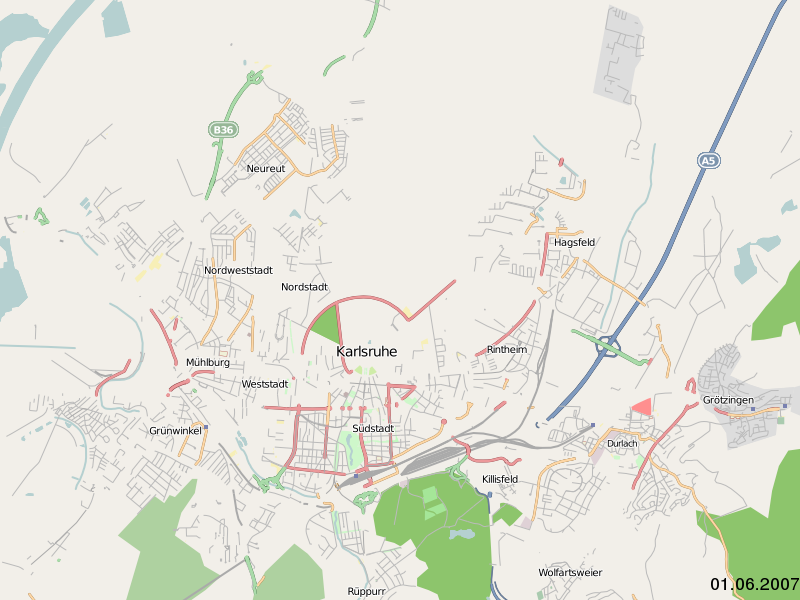 B36
A5
Neureut
Hagsfeld
Nordweststadt
Nordstadt
Karlsruhe
Rintheim
Mühlburg
Weststadt
Grötzingen
Grünwinkel
Südstadt
Durlach
Killisfeld
Wolfartsweier
Rüppurr
01.06.2007